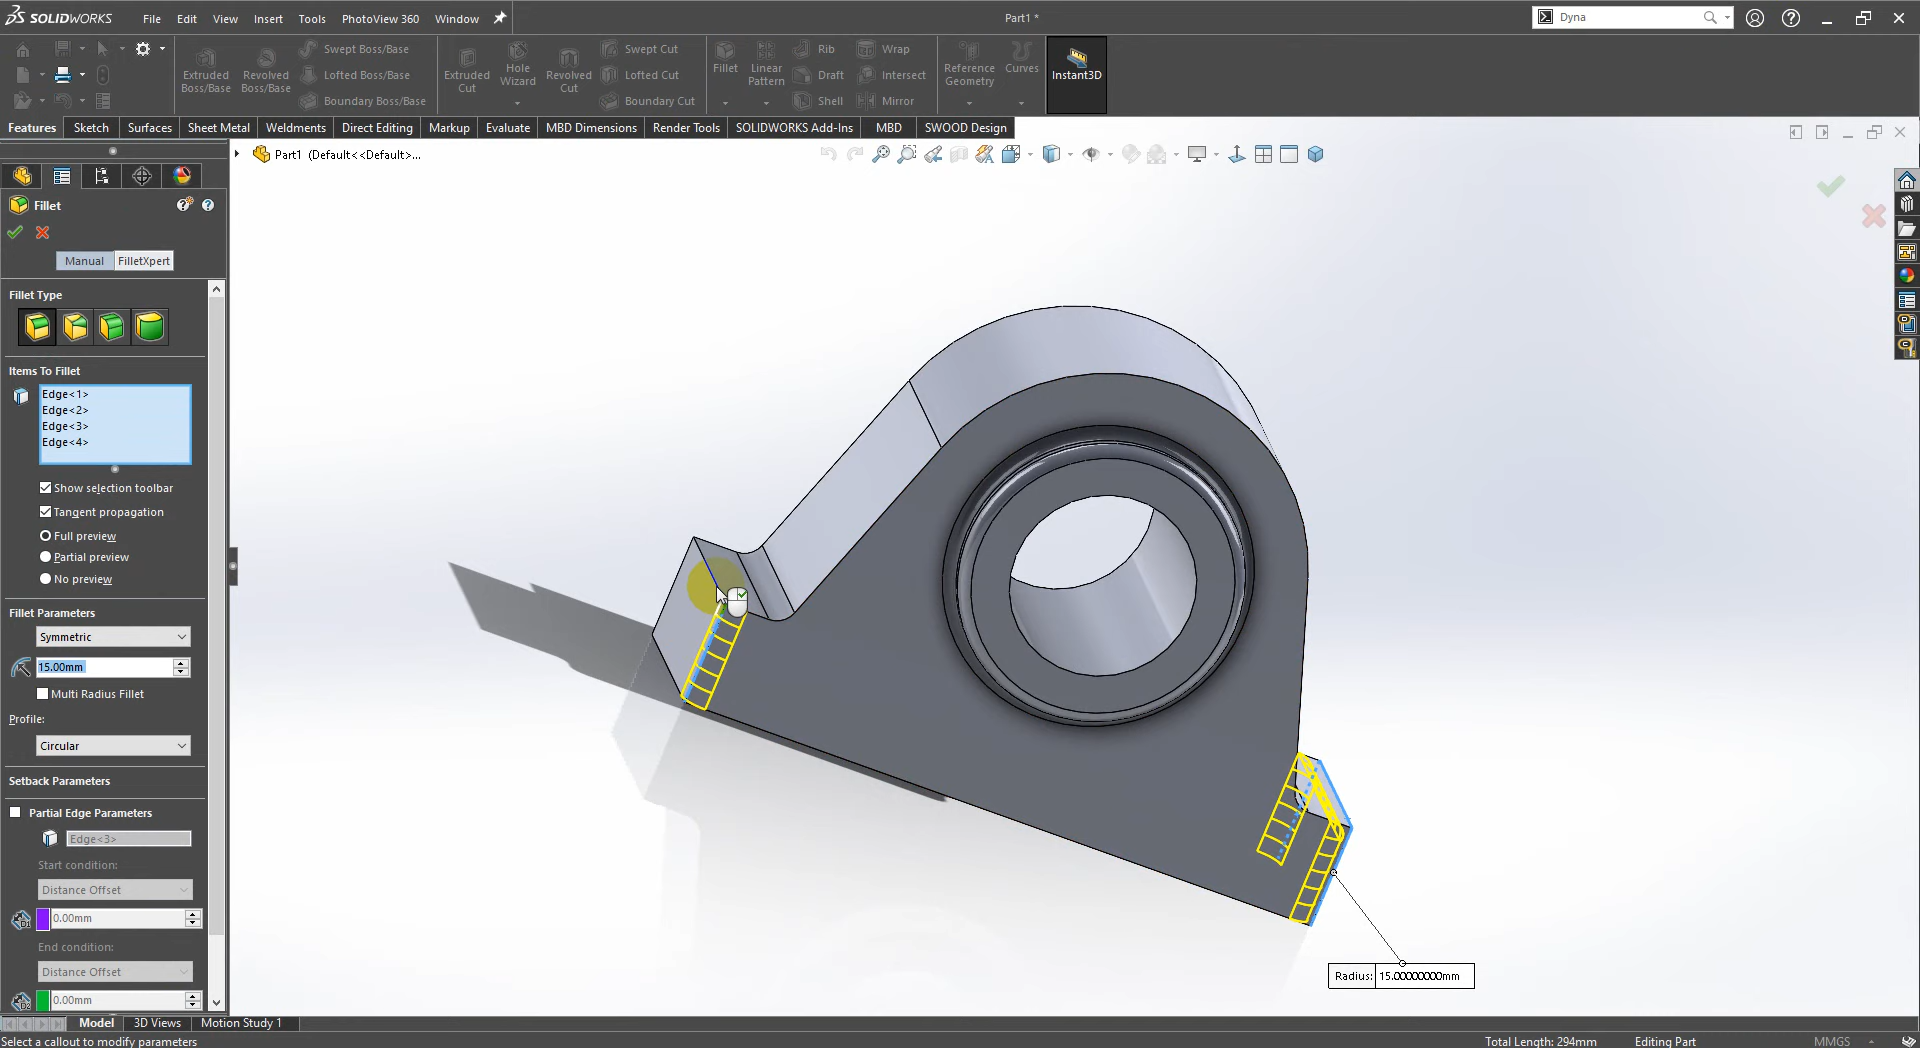 SOLIDWORKS File Edit View Insert Tools PhotoView 360 Window Part1 * Dyna
Extruded Boss/Base
Revolved Boss/Base
Swept Boss/Base
Lofted Boss/Base
Boundary Boss/Base
Extruded Cut
Hole Wizard
Revolved Cut
Swept Cut
Lofted Cut
Boundary Cut
Fillet
Linear Pattern
Rib
Draft
Shell
Wrap
Intersect
Mirror
Reference Geometry
Curves
Instant3D
Features Sketch Surfaces Sheet Metal Weldments Direct Editing Markup Evaluate MBD Dimensions Render Tools SOLIDWORKS Add-Ins MBD SWOOD Design
Part1 (Default<<Default>...
Fillet
Manual FilletXpert
Fillet Type
Items To Fillet
Edge<1>
Edge<2>
Edge<3>
Edge<4>
Show selection toolbar
Tangent propagation
Full preview
Partial preview
No preview
Fillet Parameters
Symmetric
15.00mm
Multi Radius Fillet
Profile:
Circular
Setback Parameters
Partial Edge Parameters
Edge<3>
Start condition:
Distance Offset
0.00mm
End condition:
Distance Offset
0.00mm
Radius: 15.00000000mm
Model 3D Views Motion Study 1
Select a callout to modify parameters Total Length: 294mm Editing Part MMGS